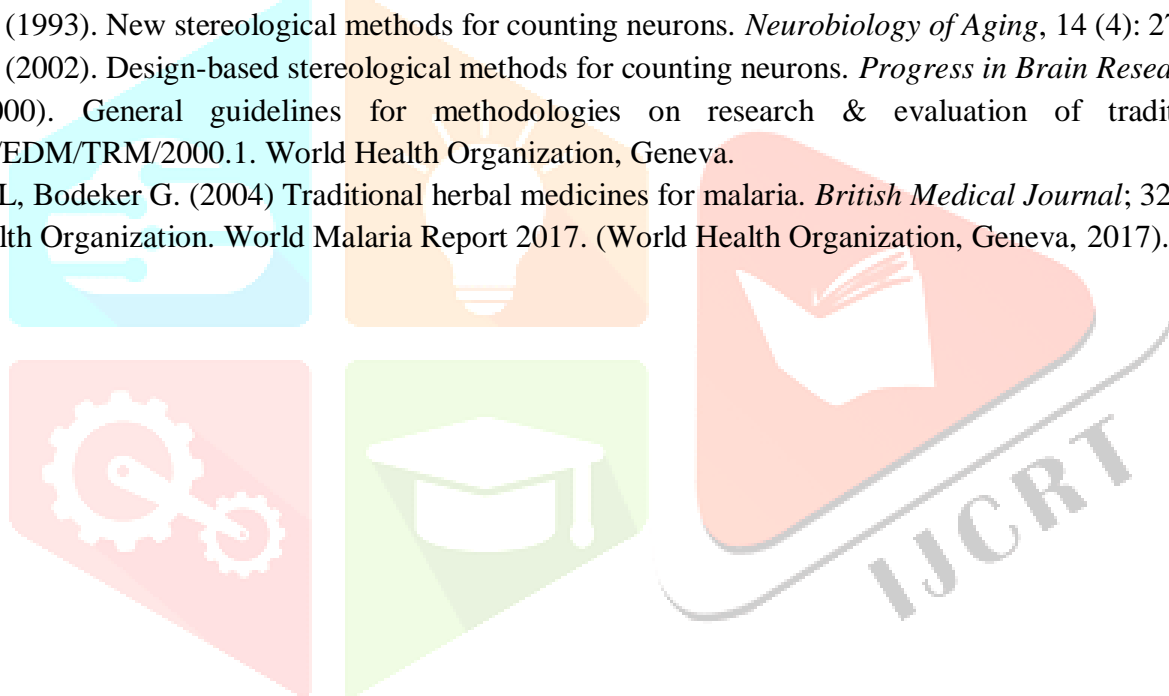 (1993). New stereological methods for counting neurons. Neurobiology of Aging, 14 (4): 27
(2002). Design-based stereological methods for counting neurons. Progress in Brain Resea
000). General guidelines for methodologies on research & evaluation of tradit
/EDM/TRM/2000.1. World Health Organization, Geneva.
L, Bodeker G. (2004) Traditional herbal medicines for malaria. British Medical Journal; 32
lth Organization. World Malaria Report 2017. (World Health Organization, Geneva, 2017).
IJCRT